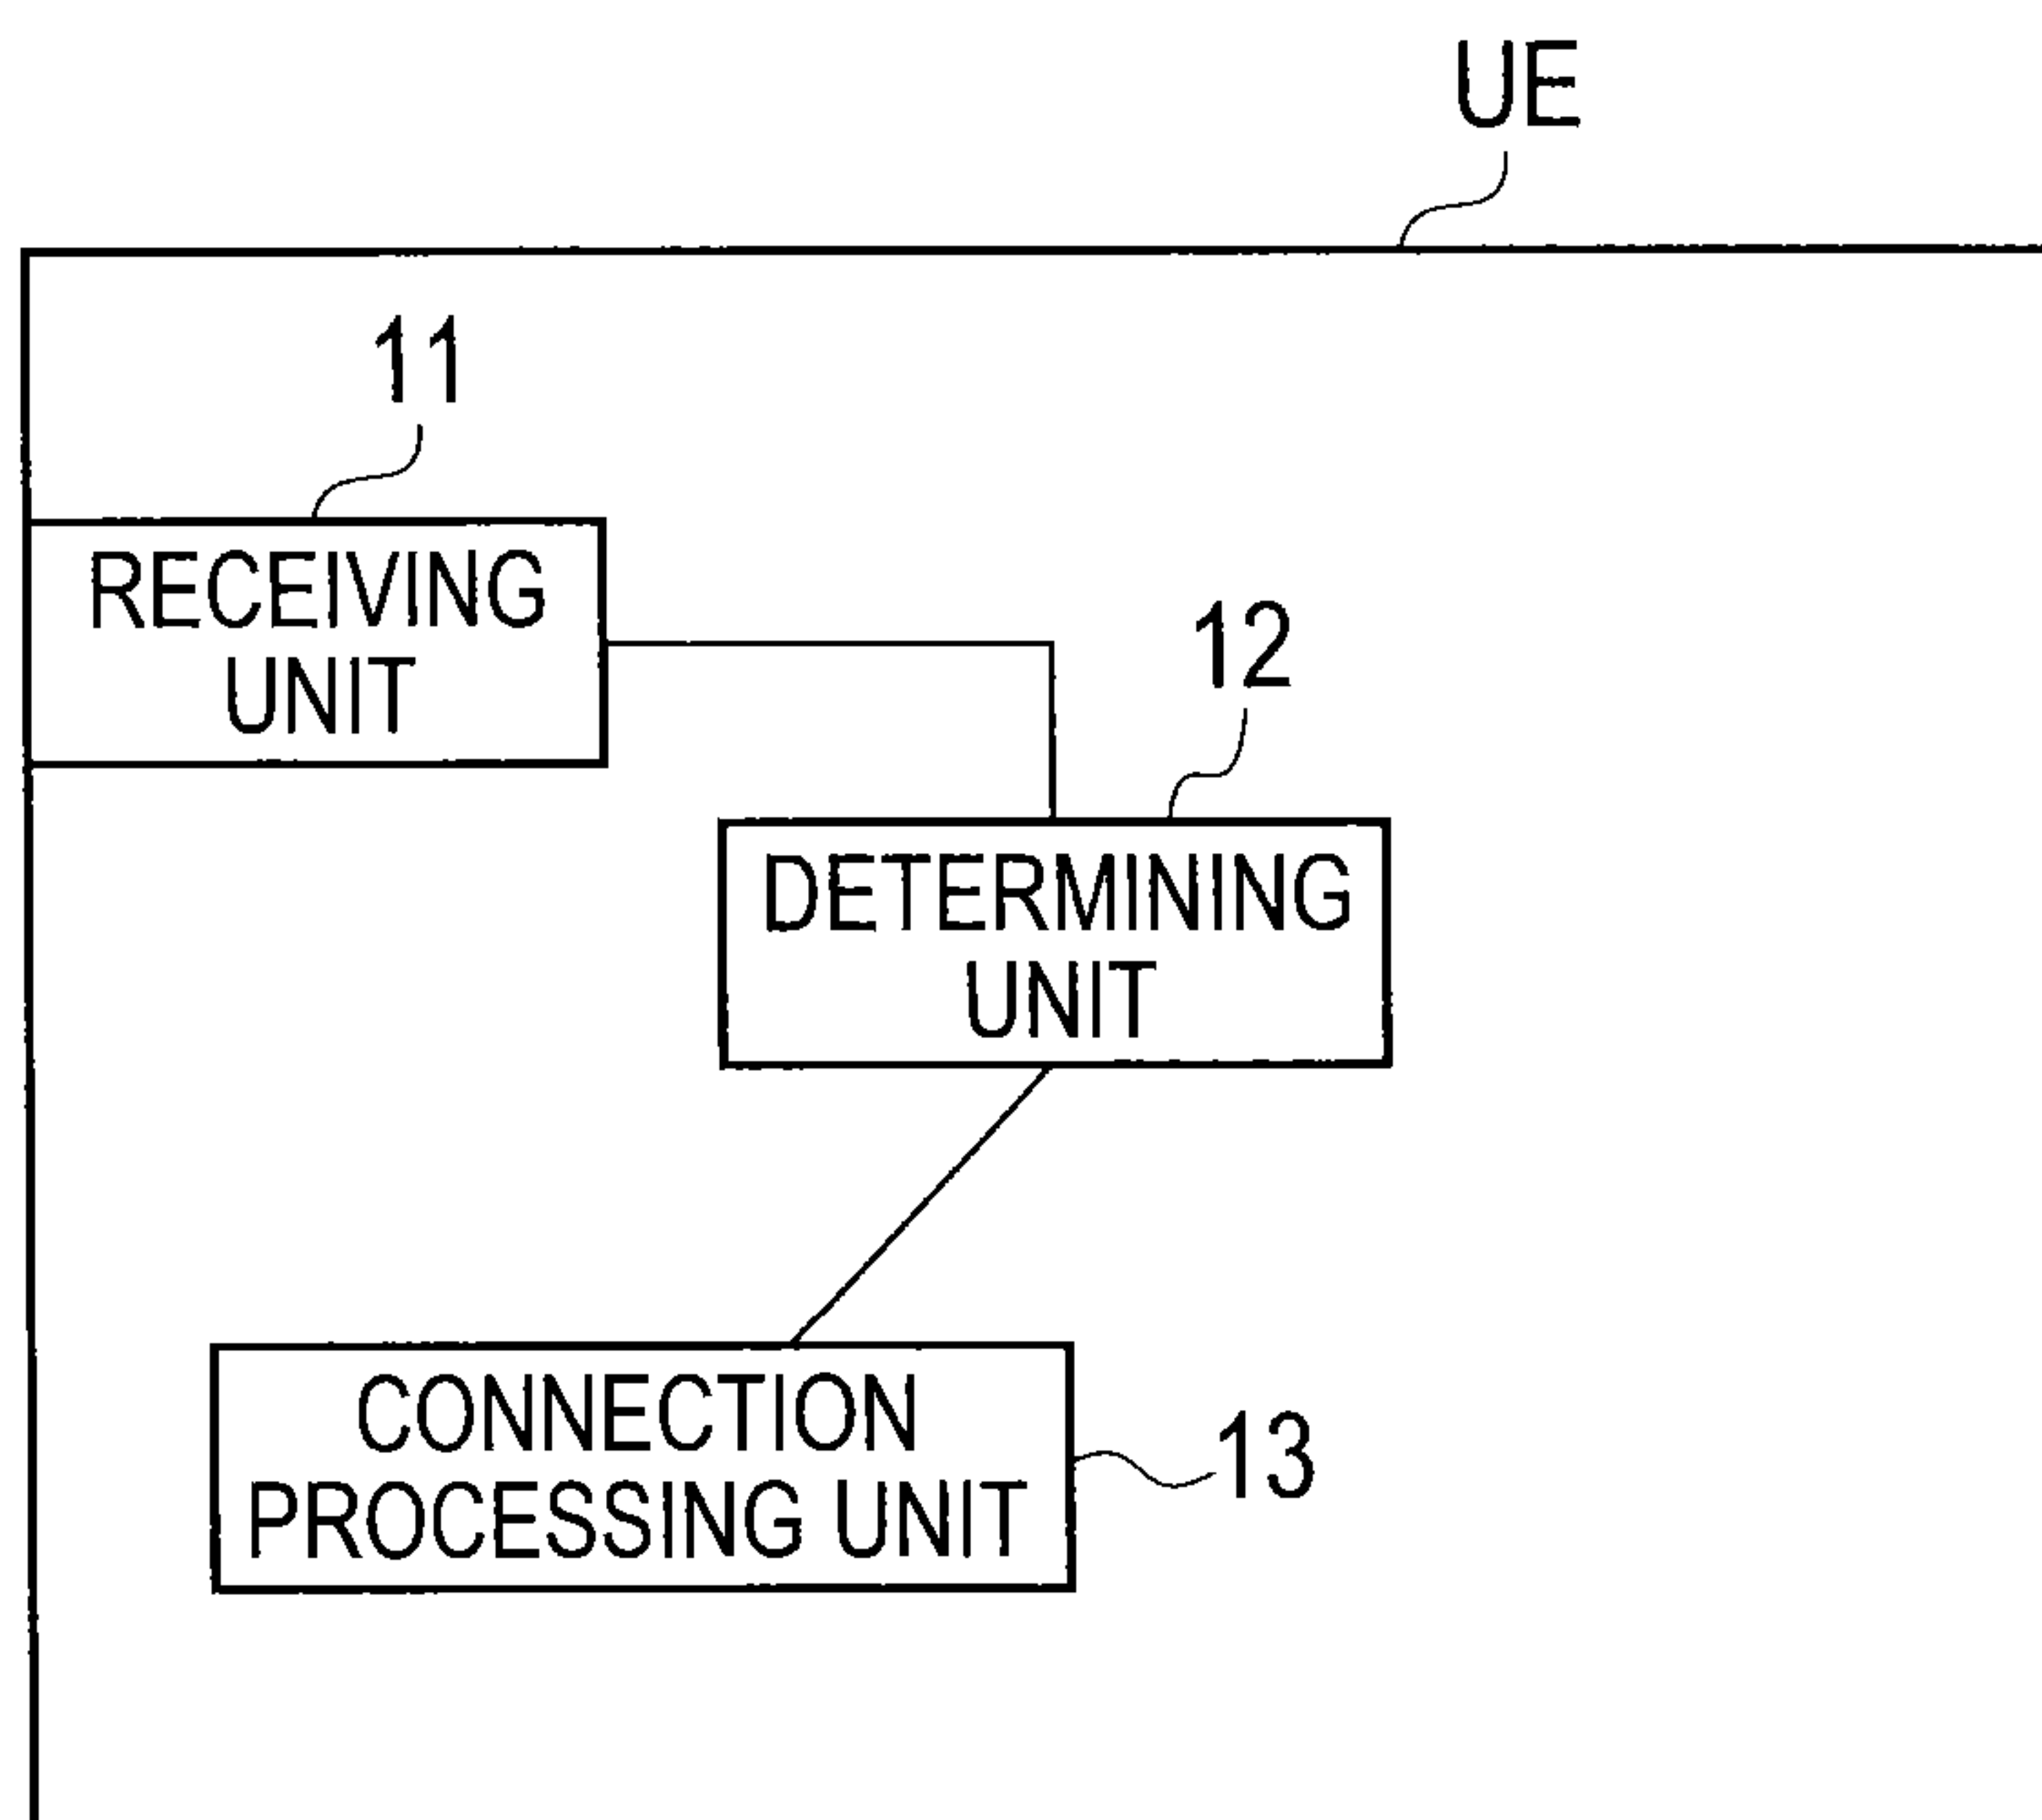 UE
11
RECEIVING
UNIT
12
DETERMINING
UNIT
CONNECTION
PROCESSING UNIT
13